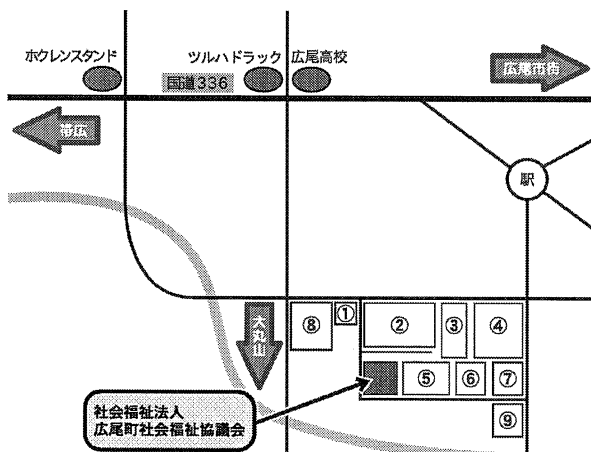 ホクレンスタンド
ツルハドラック
広尾高校
国道336
広尾市街
帯広
駅
大丸山
⑧
①
②
③
④
⑤
⑥
⑦
⑨
社会福祉法人
広尾町社会福祉協議会